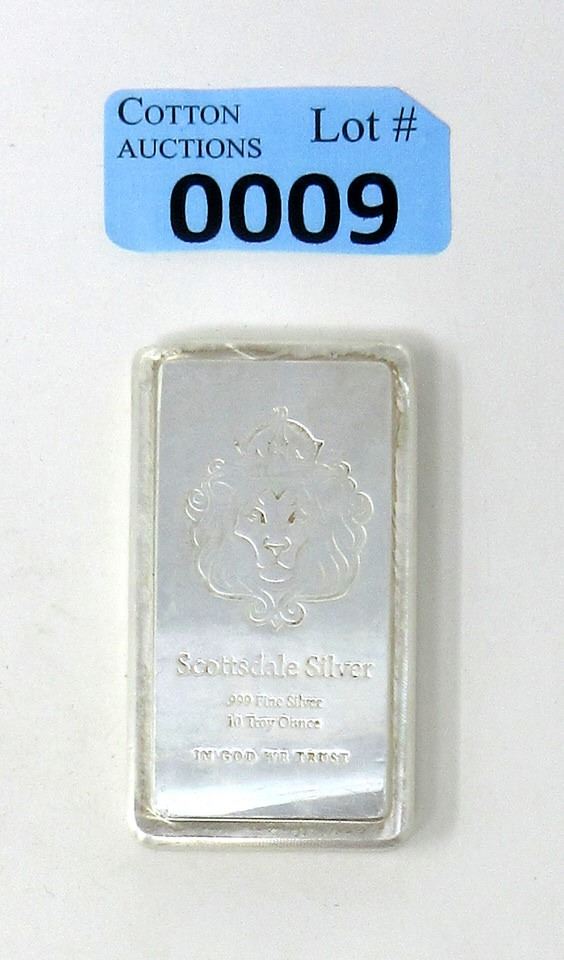 COTTON
AUCTIONS
Lot #
0009
Scottsdale Silver
.999 Fine Silver
10 Troy Ounce
IN GOD WE TRUST